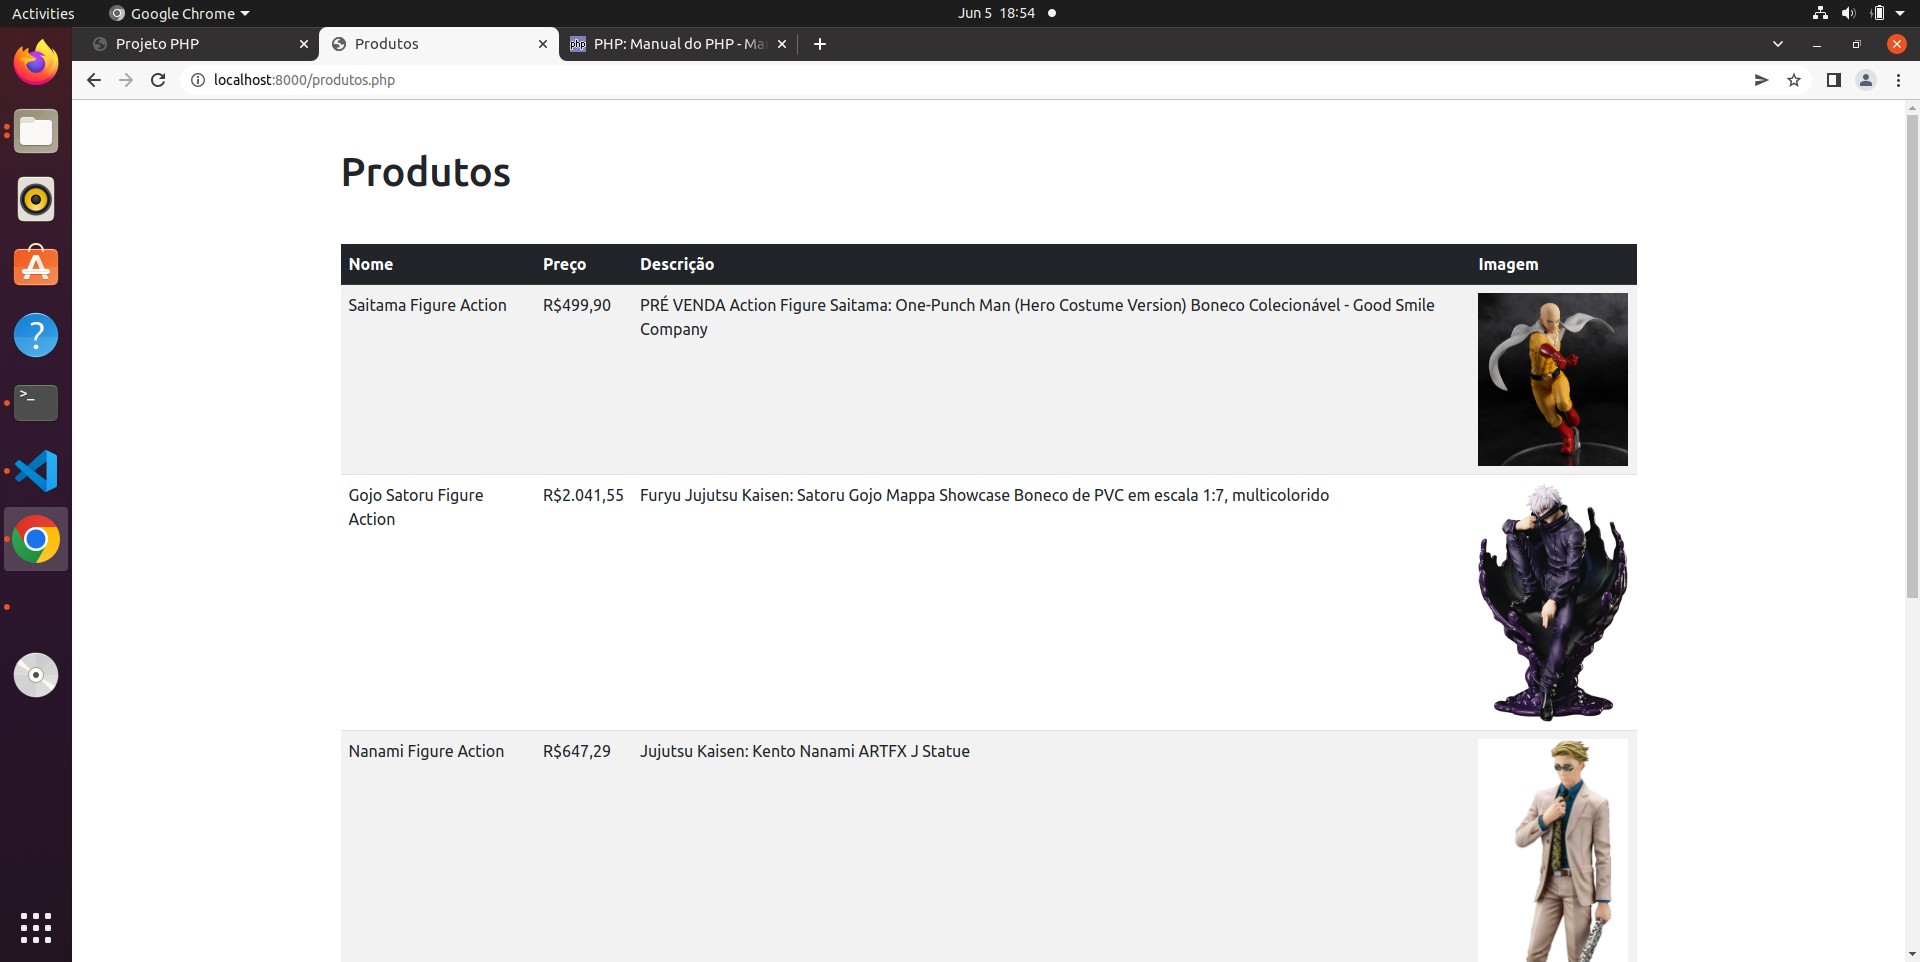 Activities
Google Chrome
Jun 5 18:54
Projeto PHP
Produtos
php
PHP: Manual do PHP - Ma
localhost:8000/produtos.php
Produtos
Nome Preço Descrição Imagem
Saitama Figure Action R$499,90 PRÉ VENDA Action Figure Saitama: One-Punch Man (Hero Costume Version) Boneco Colecionável - Good Smile
Company
Gojo Satoru Figure R$2.041,55 Furyu Jujutsu Kaisen: Satoru Gojo Mappa Showcase Boneco de PVC em escala 1:7, multicolorido
Action
Nanami Figure Action R$647,29 Jujutsu Kaisen: Kento Nanami ARTFX J Statue